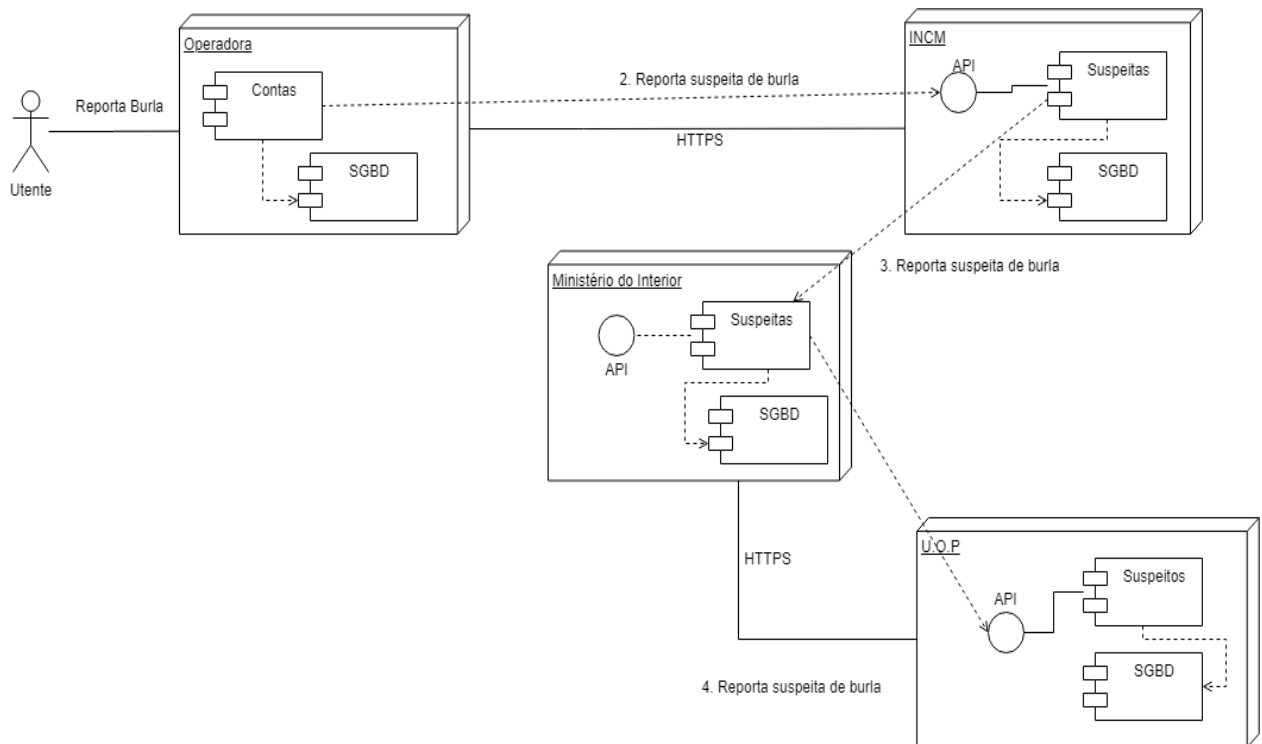 Operadora
INCM
Contas
2. Reporta suspeita de burla
API
Suspeitas
Reporta Burla
HTTPS
Utente
SGBD
SGBD
3. Reporta suspeita de burla
Ministério do Interior
Suspeitas
API
SGBD
HTTPS
U.O.P
Suspeitos
API
SGBD
4. Reporta suspeita de burla